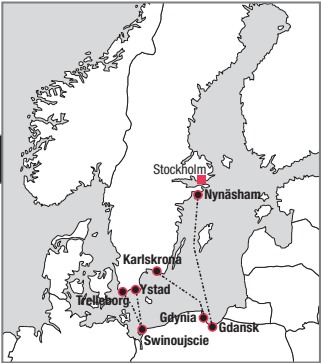 Stockholm
Nynäsham
Karlskrona
Ystad
Trelleborg
Gdynia
Gdansk
Swinoujscie